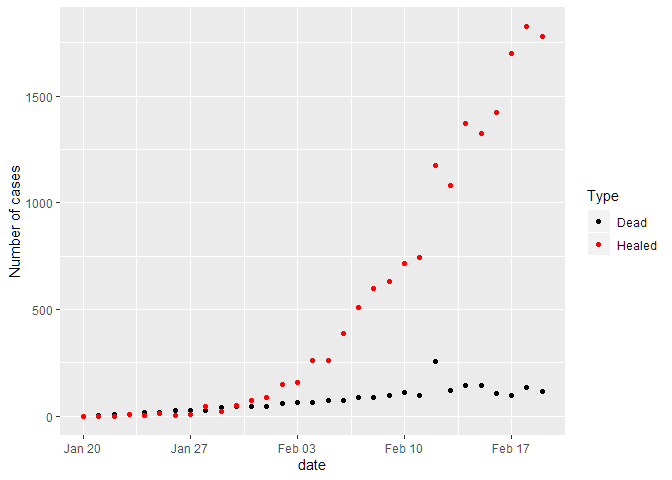 1500
1000
500
0
Number of cases
Jan 20 Jan 27 Feb 03 Feb 10 Feb 17
date
Type
Dead
Healed